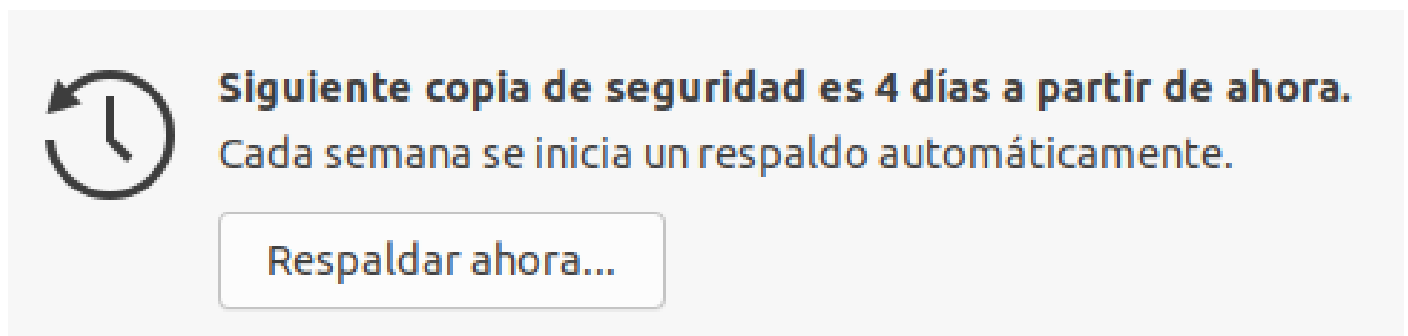 Siguiente copia de seguridad es 4 días a partir de ahora.
Cada semana se inicia un respaldo automáticamente.
Respaldar ahora...